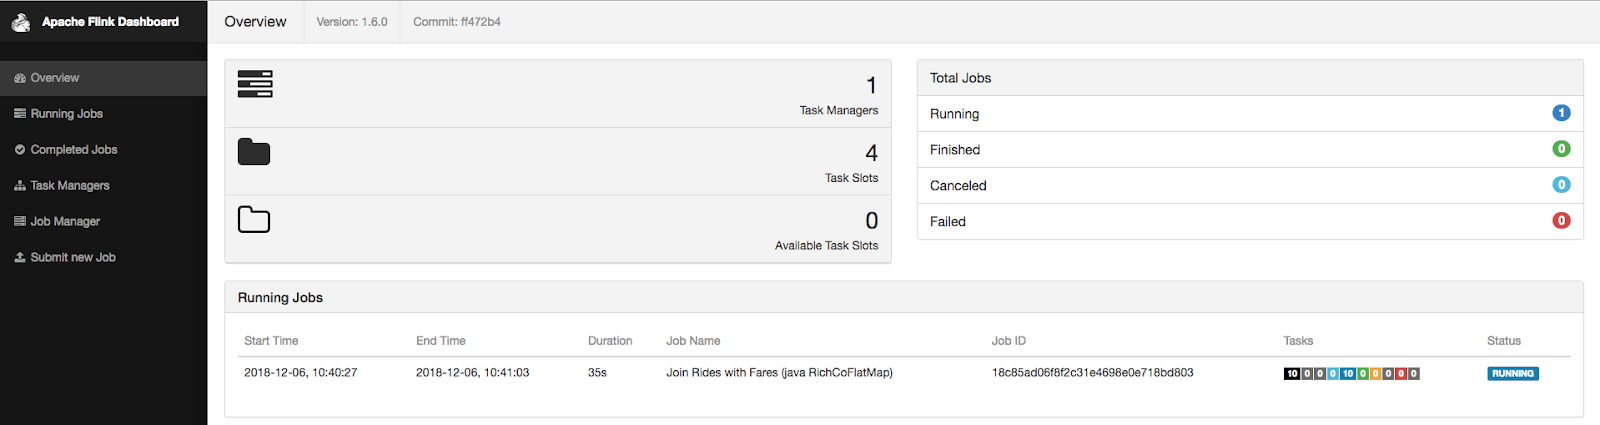 Apache Flink Dashboard
Overview
Version: 1.6.0
Commit: ff472b4
Overview
Running Jobs
Completed Jobs
Task Managers
Job Manager
Submit new Job
1
Task Managers
4
Task Slots
0
Available Task Slots
Total Jobs
Running 1
Finished 0
Canceled 0
Failed 0
Running Jobs
Start Time End Time Duration Job Name Job ID Tasks Status
2018-12-06, 10:40:27 2018-12-06, 10:41:03 35s Join Rides with Fares (java RichCoFlatMap) 18c85ad06f8f2c31e4698e0e718bd803 10 0 0 0 10 0 0 0 0 0 RUNNING